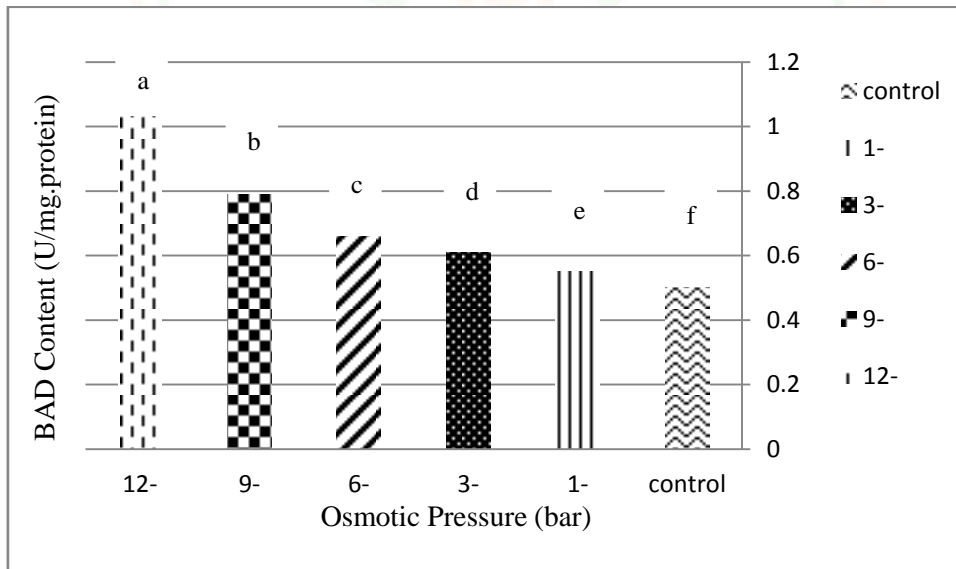 BAD Content (U/mg.protein)
a
b
c
d
e
f
1.2
1
0.8
0.6
0.4
0.2
0
12-
9-
6-
3-
1-
control
Osmotic Pressure (bar)
control
1-
3-
6-
9-
12-